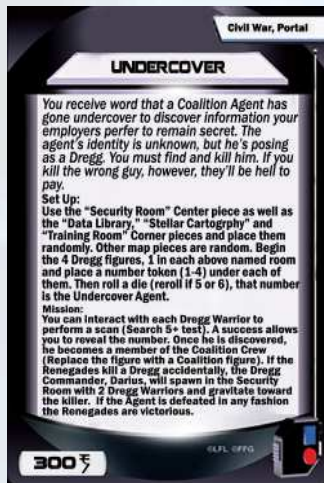 Civil War, Portal
UNDERCOVER
You receive word that a Coalition Agent has
gone undercover to discover information your
employers perfer to remain secret. The
agent's identity is unknown, but he's posing
as a Dregg. You must find and kill him. If you
kill the wrong guy, however, they'll be hell to
pay.
Set Up:
Use the “Security Room” Center piece as well as
the “Data Library,” “Stellar Cartogrphy” and
“Training Room” Corner pieces and place them
randomly. Other map pieces are random. Begin
the 4 Dregg figures, 1 in each above named room
and place a number token (1-4) under each of
them. Then roll a die (reroll if 5 or 6), that number
is the Undercover Agent.
Mission:
You can interact with each Dregg Warrior to
perform a scan (Search 5+ test). A success allows
you to reveal the number. Once he is discovered,
he becomes a member of the Coalition Crew
(Replace the figure with a Coalition figure). If the
Renegades kill a Dregg accidentally, the Dregg
Commander, Darius, will spawn in the Security
Room with 2 Dregg Warriors and gravitate toward
the killer. If the Agent is defeated in any fashion
the Renegades are victorious.
©LFL ©FFG
300